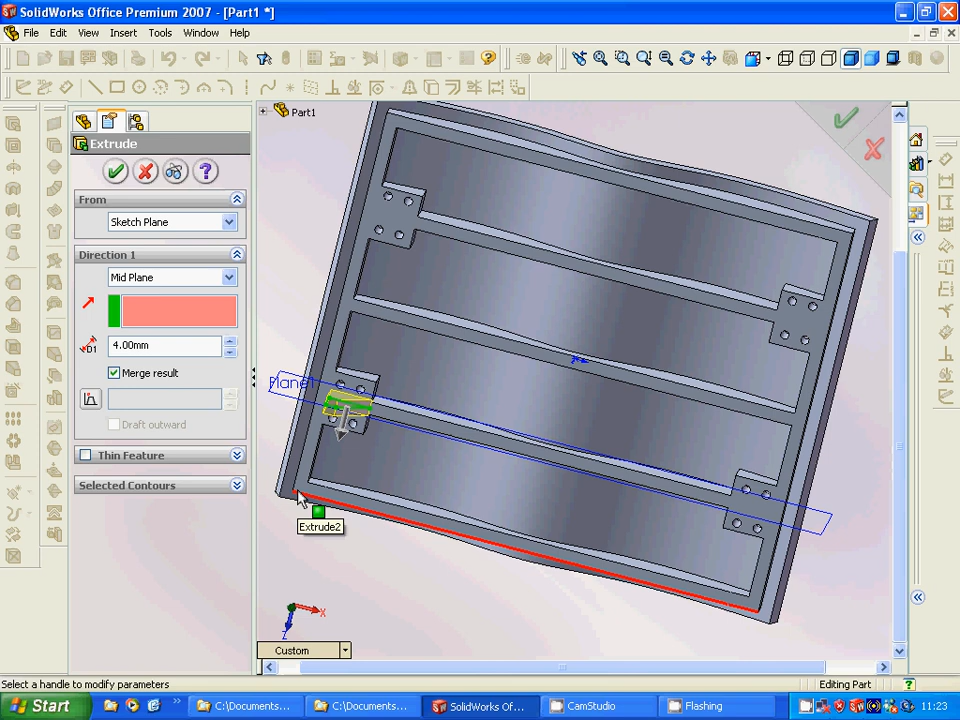 SolidWorks Office Premium 2007 - [Part1 *]
File Edit View Insert Tools Window Help
Part1
Extrude
From
Sketch Plane
Direction 1
Mid Plane
4.00mm
D1
Merge result
Draft outward
Thin Feature
Selected Contours
Plane1
Extrude2
X
Z
Custom
Select a handle to modify parameters
Editing Part
Start
C:\Documents...
C:\Documents...
SolidWorks Of...
CamStudio
Flashing
11:23